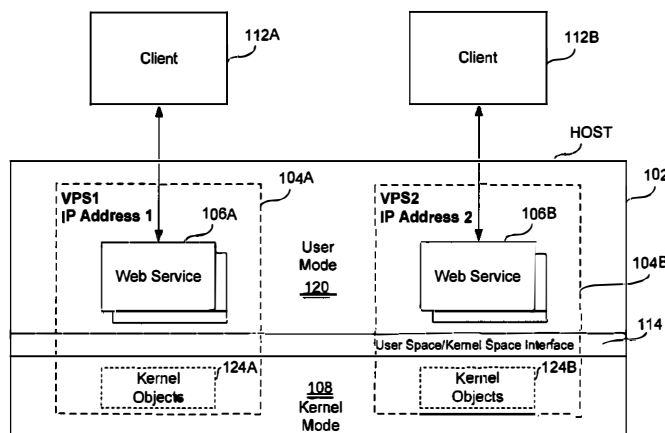 112A
112B
Client
Client
HOST
VPS1
IP Address 1
104A
VPS2
IP Address 2
102
106A
106B
Web Service
User
Mode
120
Web Service
104B
114
User Space/Kernel Space Interface
124A
124B
Kernel
Objects
108
Kernel
Mode
Kernel
Objects